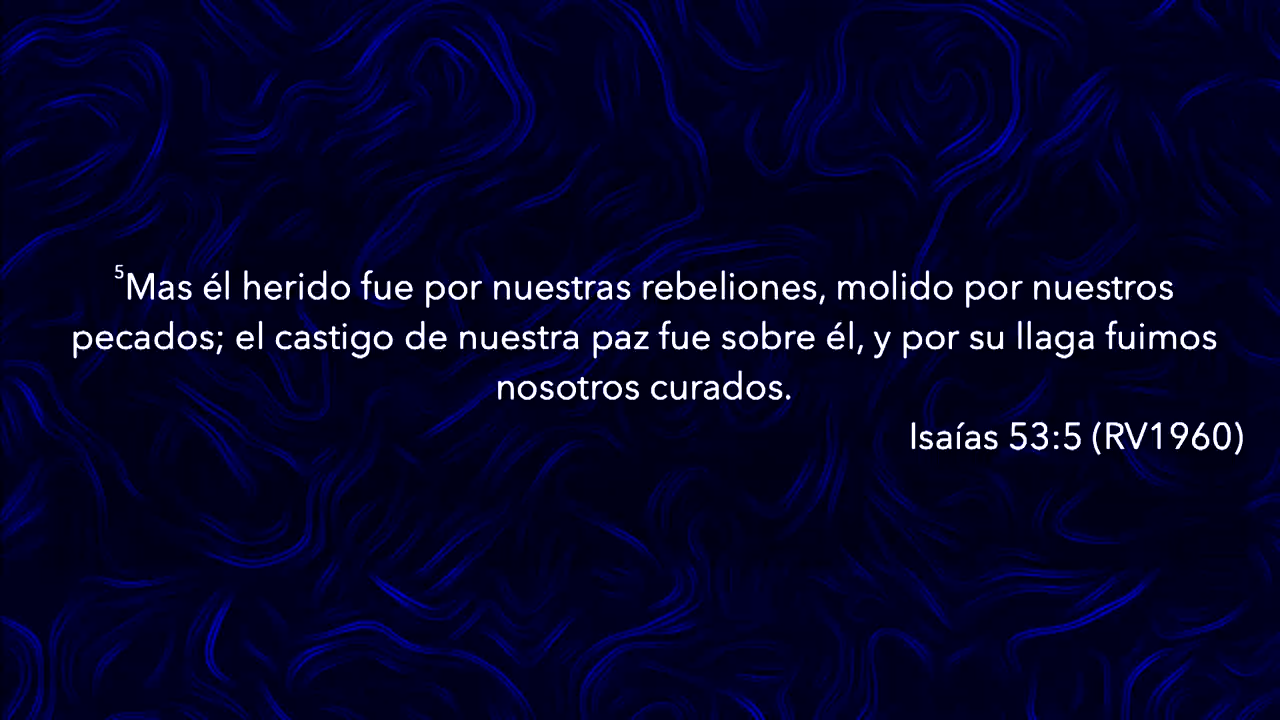 ⁵Mas él herido fue por nuestras rebeliones, molido por nuestros
pecados; el castigo de nuestra paz fue sobre él, y por su llaga fuimos
nosotros curados.
Isaías 53:5 (RV1960)